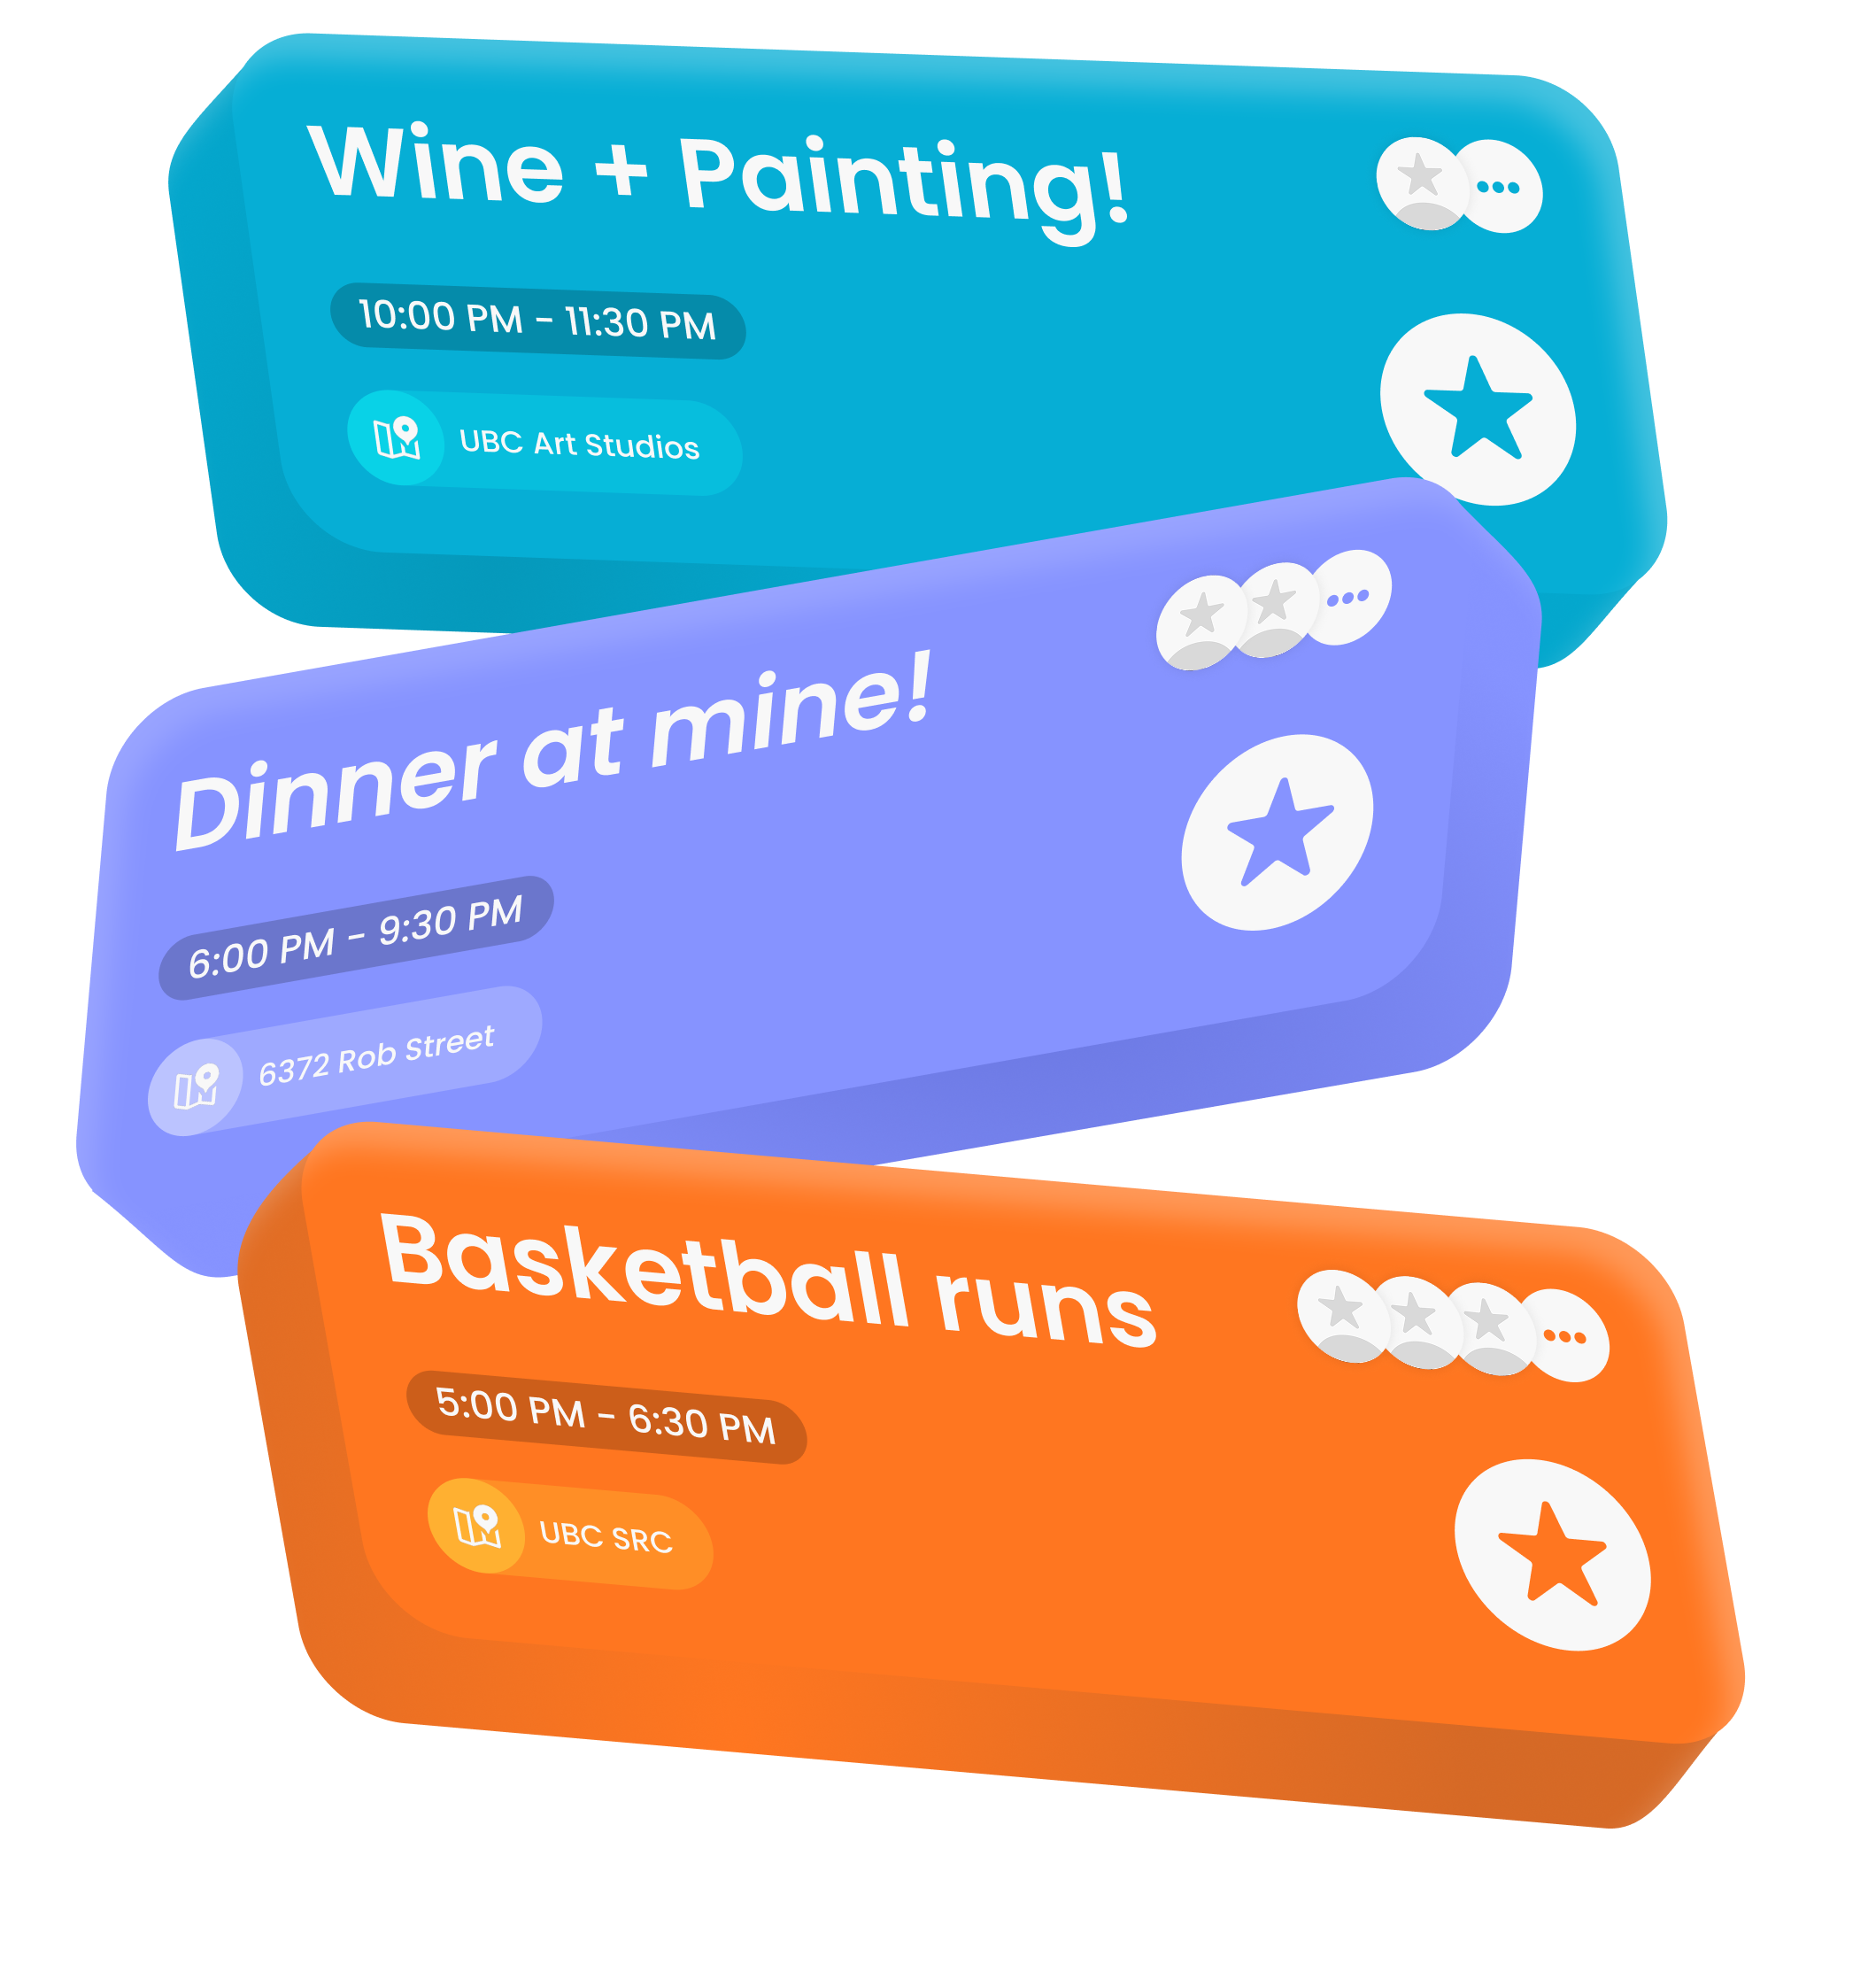 Wine + Painting!
10:00 PM - 11:30 PM
UBC Art Studios
Dinner at mine!
6:00 PM - 9:30 PM
6372 Rob street
Basketball runs
5:00 PM - 6:30 PM
UBC SRC